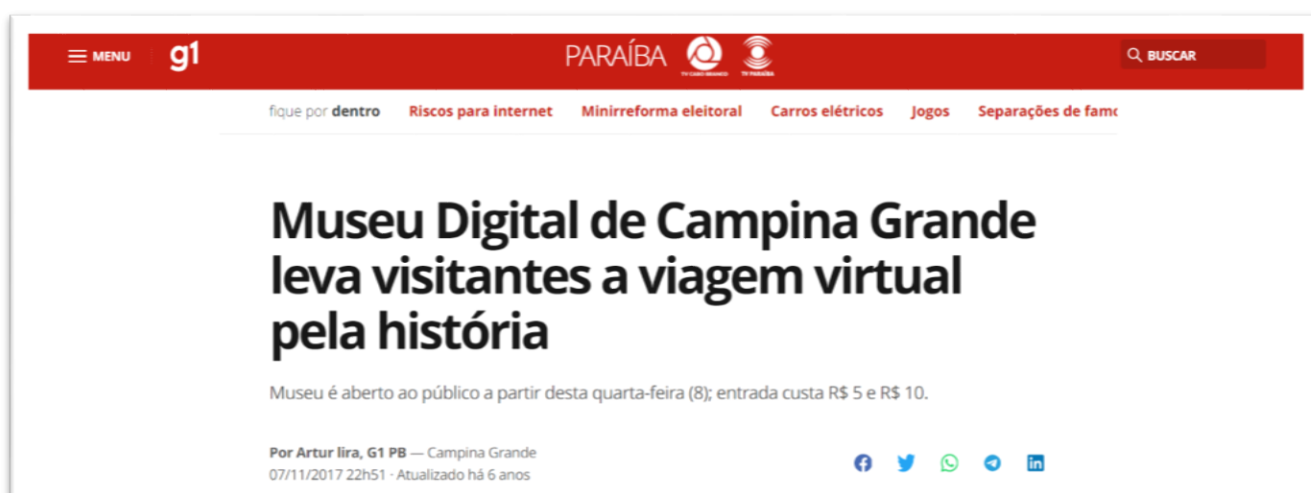 MENU g1 PARAÍBA TV CABO BRANCO TV PARAÍBA BUSCAR
fique por dentro Riscos para internet Minirreforma eleitoral Carros elétricos Jogos Separações de famo
Museu Digital de Campina Grande
leva visitantes a viagem virtual
pela história
Museu é aberto ao público a partir desta quarta-feira (8); entrada custa R$ 5 e R$ 10.
Por Artur lira, G1 PB — Campina Grande
07/11/2017 22h51 · Atualizado há 6 anos